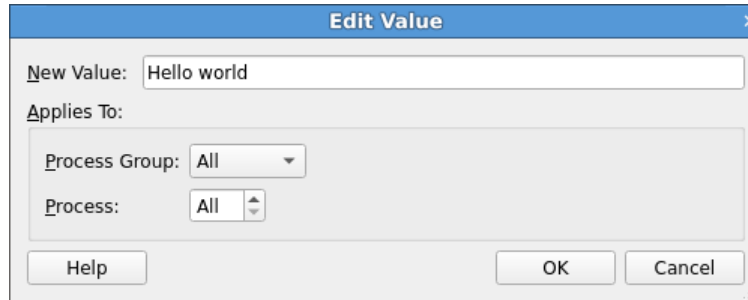 Edit Value
New Value: Hello world
Applies To:
Process Group: All
Process: All
Help OK Cancel